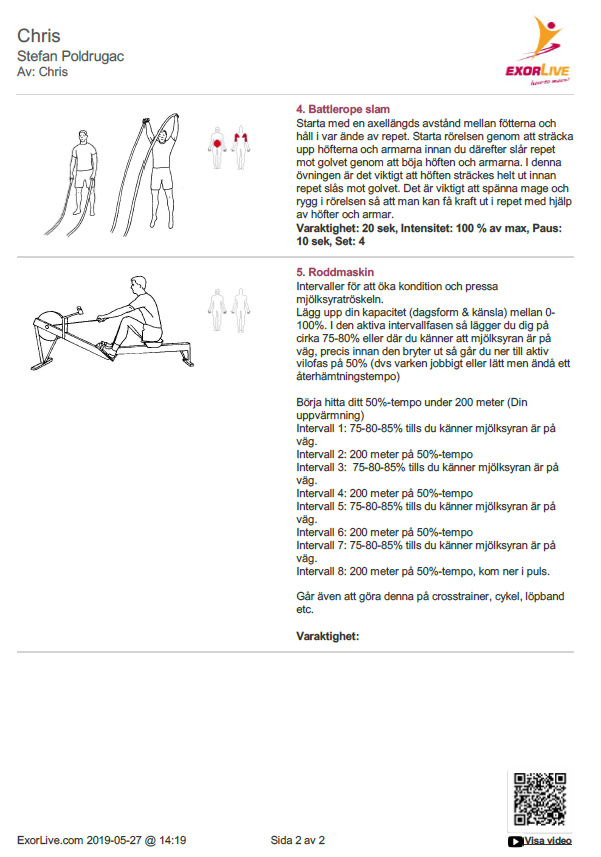 Chris
Stefan Poldrugac
Av: Chris
EXORLIVE
how to move!
4. Battlerope slam
Starta med en axellängds avstånd mellan fötterna och
håll i var ände av repet. Starta rörelsen genom att sträcka
upp höfterna och armarna innan du därefter slår repet
mot golvet genom att böja höften och armarna. I denna
övningen är det viktigt att höften sträckes helt ut innan
repet slås mot golvet. Det är viktigt att spänna mage och
rygg i rörelsen så att man kan få kraft ut i repet med hjälp
av höfter och armar.
Varaktighet: 20 sek, Intensitet: 100 % av max, Paus:
10 sek, Set: 4
5. Roddmaskin
Intervaller för att öka kondition och pressa
mjölksyratröskeln.
Lägg upp din kapacitet (dagsform & känsla) mellan 0-
100%. I den aktiva intervallfasen så lägger du dig på
cirka 75-80% eller där du känner att mjölksyran är på
väg, precis innan den bryter ut så går du ner till aktiv
vilofas på 50% (dvs varken jobbigt eller lätt men ändå ett
återhämtningstempo)
Börja hitta ditt 50%-tempo under 200 meter (Din
uppvärmning)
Intervall 1: 75-80-85% tills du känner mjölksyran är på
väg.
Intervall 2: 200 meter på 50%-tempo
Intervall 3:  75-80-85% tills du känner mjölksyran är på
väg.
Intervall 4: 200 meter på 50%-tempo
Intervall 5: 75-80-85% tills du känner mjölksyran är på
väg.
Intervall 6: 200 meter på 50%-tempo
Intervall 7: 75-80-85% tills du känner mjölksyran är på
väg.
Intervall 8: 200 meter på 50%-tempo, kom ner i puls.
Går även att göra denna på crosstrainer, cykel, löpband
etc.
Varaktighet:
ExorLive.com 2019-05-27 @ 14:19
Sida 2 av 2
Visa video